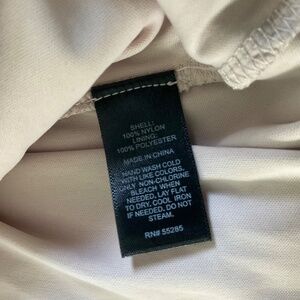 SHELL:
100% NYLON
LINING:
100% POLYESTER
MADE IN CHINA
HAND WASH COLD
WITH LIKE COLORS.
ONLY NON-CHLORINE
BLEACH WHEN
NEEDED, LAY FLAT
TO DRY. COOL IRON
IF NEEDED. DO NOT
STEAM.
RN# 55285